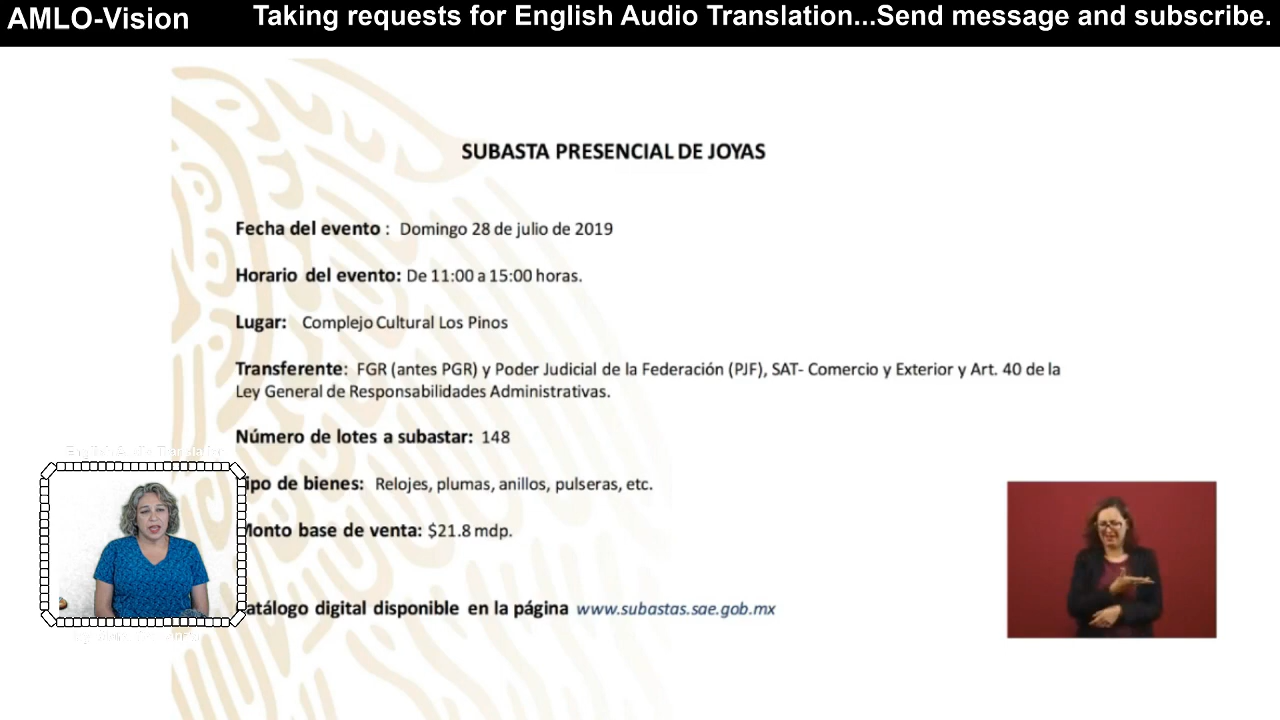 AMLO-Vision
Taking requests for English Audio Translation...Send message and subscribe.
SUBASTA PRESENCIAL DE JOYAS
Fecha del evento : Domingo 28 de julio de 2019
Horario del evento: De 11:00 a 15:00 horas.
Lugar: Complejo Cultural Los Pinos
Transferente: FGR (antes PGR) y Poder Judicial de la Federación (PJF), SAT- Comercio y Exterior y Art. 40 de la
Ley General de Responsabilidades Administrativas.
Número de lotes a subastar: 148
English Audio Translation
ipo de bienes: Relojes, plumas, anillos, pulseras, etc.
Monto base de venta: $21.8 mdp.
atálogo digital disponible en la página www.subastas.sae.gob.mx